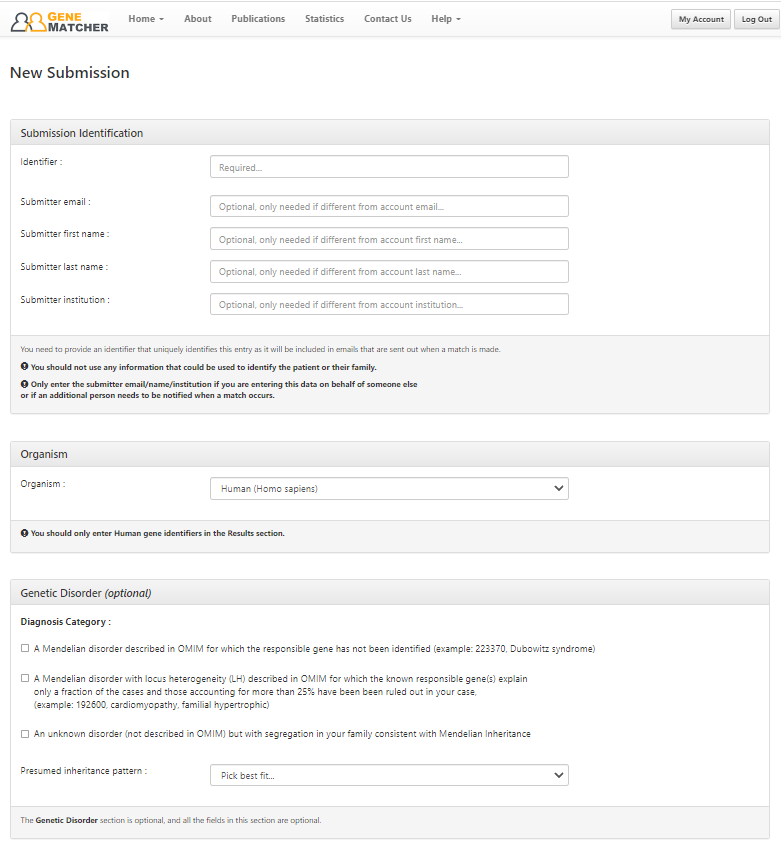 GENE
MATCHER
Home
About
Publications
Statistics
Contact Us
Help
My Account
Log Out
New Submission
Submission Identification
Identifier :
Required...
Submitter email :
Optional, only needed if different from account email...
Submitter first name :
Optional, only needed if different from account first name...
Submitter last name :
Optional, only needed if different from account last name...
Submitter institution :
Optional, only needed if different from account institution...
You need to provide an identifier that uniquely identifies this entry as it will be included in emails that are sent out when a match is made.
You should not use any information that could be used to identify the patient or their family.
Only enter the submitter email/name/institution if you are entering this data on behalf of someone else
or if an additional person needs to be notified when a match occurs.
Organism
Organism :
Human (Homo sapiens)
You should only enter Human gene identifiers in the Results section.
Genetic Disorder (optional)
Diagnosis Category :
A Mendelian disorder described in OMIM for which the responsible gene has not been identified (example: 223370, Dubowitz syndrome)
A Mendelian disorder with locus heterogeneity (LH) described in OMIM for which the known responsible gene(s) explain
only a fraction of the cases and those accounting for more than 25% have been been ruled out in your case,
(example: 192600, cardiomyopathy, familial hypertrophic)
An unknown disorder (not described in OMIM) but with segregation in your family consistent with Mendelian Inheritance
Presumed inheritance pattern :
Pick best fit...
The Genetic Disorder section is optional, and all the fields in this section are optional.